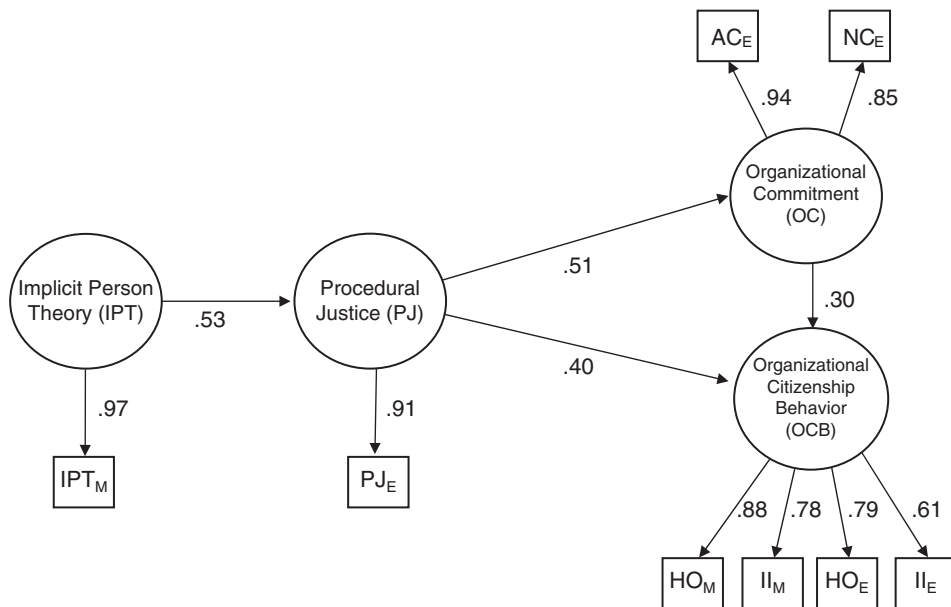 AC_E
NC_E
.94
.85
Organizational
Commitment
(OC)
Implicit Person
Theory (IPT)
Procedural
Justice (PJ)
.51
.53
.30
.40
Organizational
Citizenship
Behavior
(OCB)
.97
.91
IPT_M
PJ_E
.88
.78
.79
.61
HO_M
II_M
HO_E
II_E